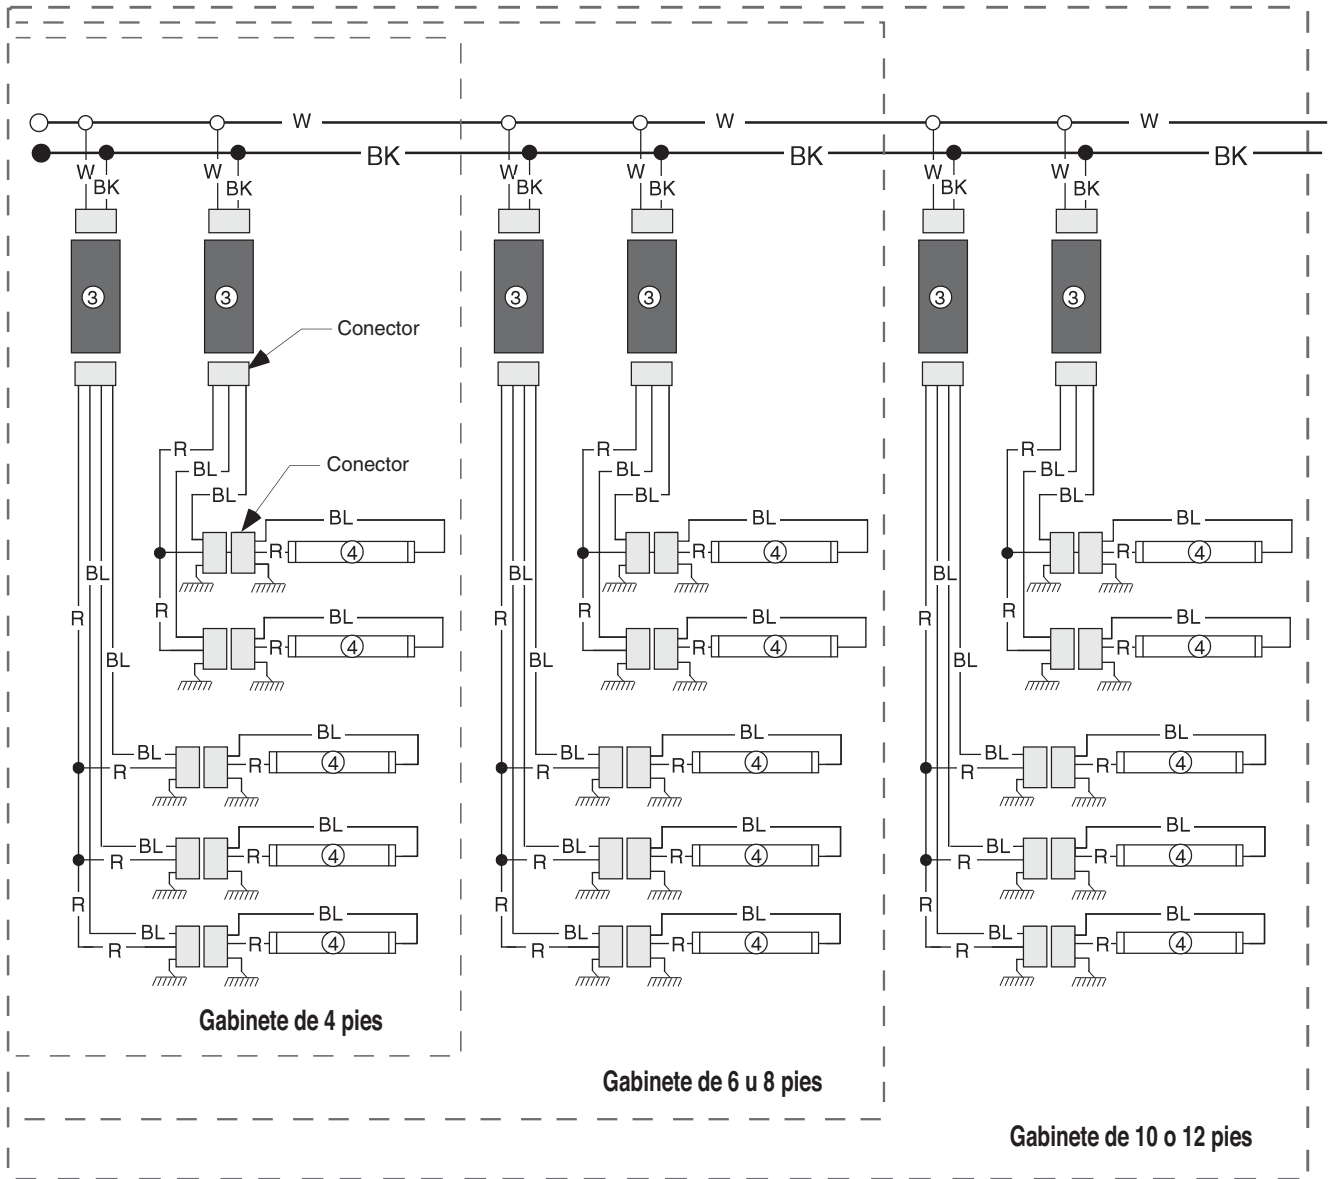 W W W
BK BK BK
W W W W W W
BK BK BK BK BK BK
3 3 3 3 3 3
Conector
R R R
BL Conector BL BL
BL BL BL
BL BL BL
R 4 R 4 R 4
BL BL BL
R R R R R R
BL BL BL
R 4 R 4 R 4
BL BL BL
BL BL BL
BL BL BL
R R 4 R R 4 R R 4
BL BL BL
BL BL BL
R R 4 R R 4 R R 4
R R R
BL BL BL
BL BL BL
R R 4 R R 4 R R 4
Gabinete de 4 pies
Gabinete de 6 u 8 pies
Gabinete de 10 o 12 pies